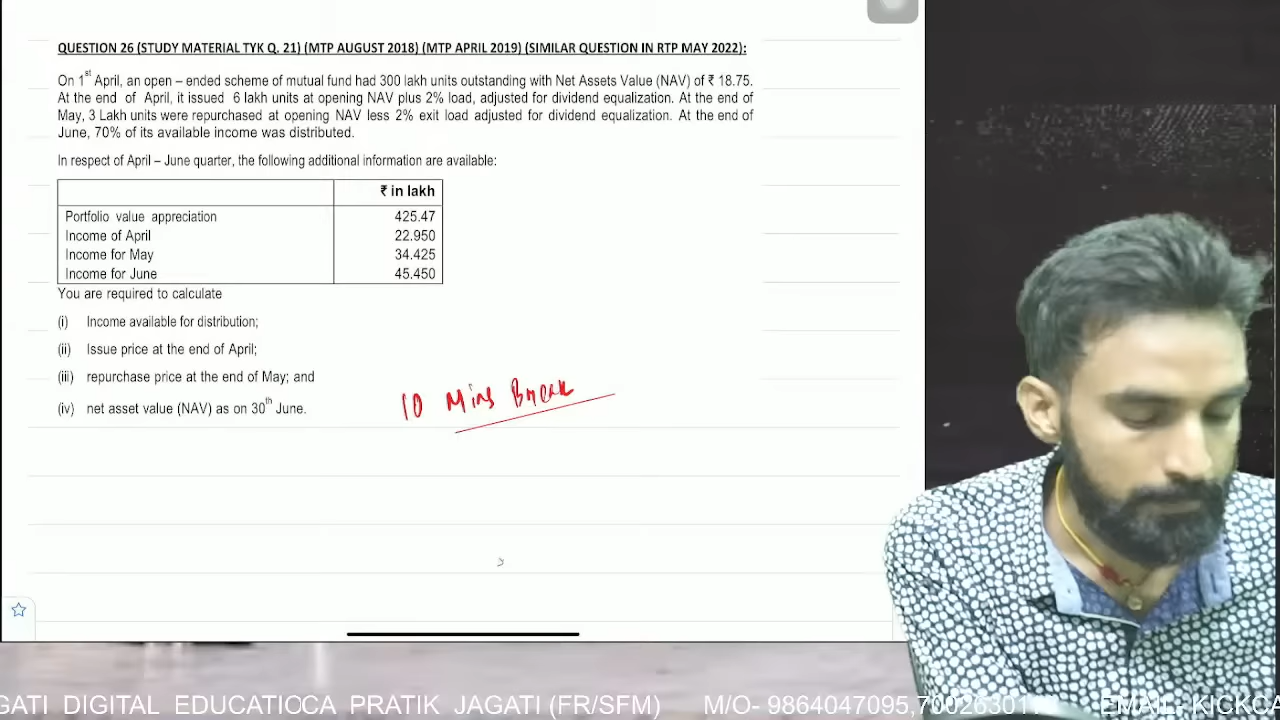 QUESTION 26 (STUDY MATERIAL TYK Q. 21) (MTP AUGUST 2018) (MTP APRIL 2019) (SIMILAR QUESTION IN RTP MAY 2022):
On 1st April, an open – ended scheme of mutual fund had 300 lakh units outstanding with Net Assets Value (NAV) of ₹ 18.75.
At the end of April, it issued 6 lakh units at opening NAV plus 2% load, adjusted for dividend equalization. At the end of
May, 3 Lakh units were repurchased at opening NAV less 2% exit load adjusted for dividend equalization. At the end of
June, 70% of its available income was distributed.
In respect of April – June quarter, the following additional information are available:
₹ in lakh
Portfolio value appreciation 425.47
Income of April 22.950
Income for May 34.425
Income for June 45.450
You are required to calculate
(i) Income available for distribution;
(ii) Issue price at the end of April;
(iii) repurchase price at the end of May; and
(iv) net asset value (NAV) as on 30th June.
10 Mins Break
GATI DIGITAL EDUCATIOCA PRATIK JAGATI (FR/SFM) M/O- 9864047095,